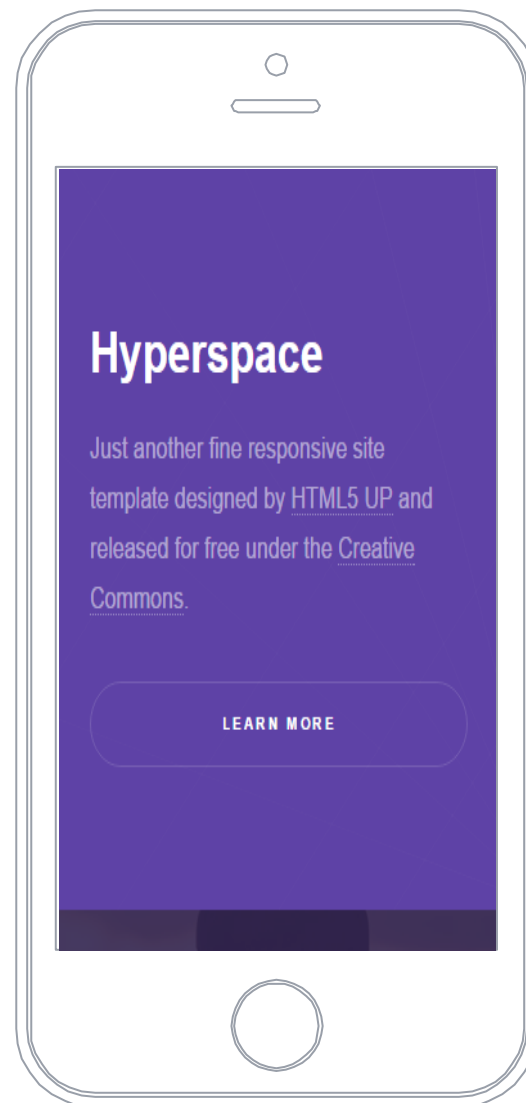 Hyperspace
Just another fine responsive site
template designed by HTML5 UP and
released for free under the Creative
Commons.
LEARN MORE